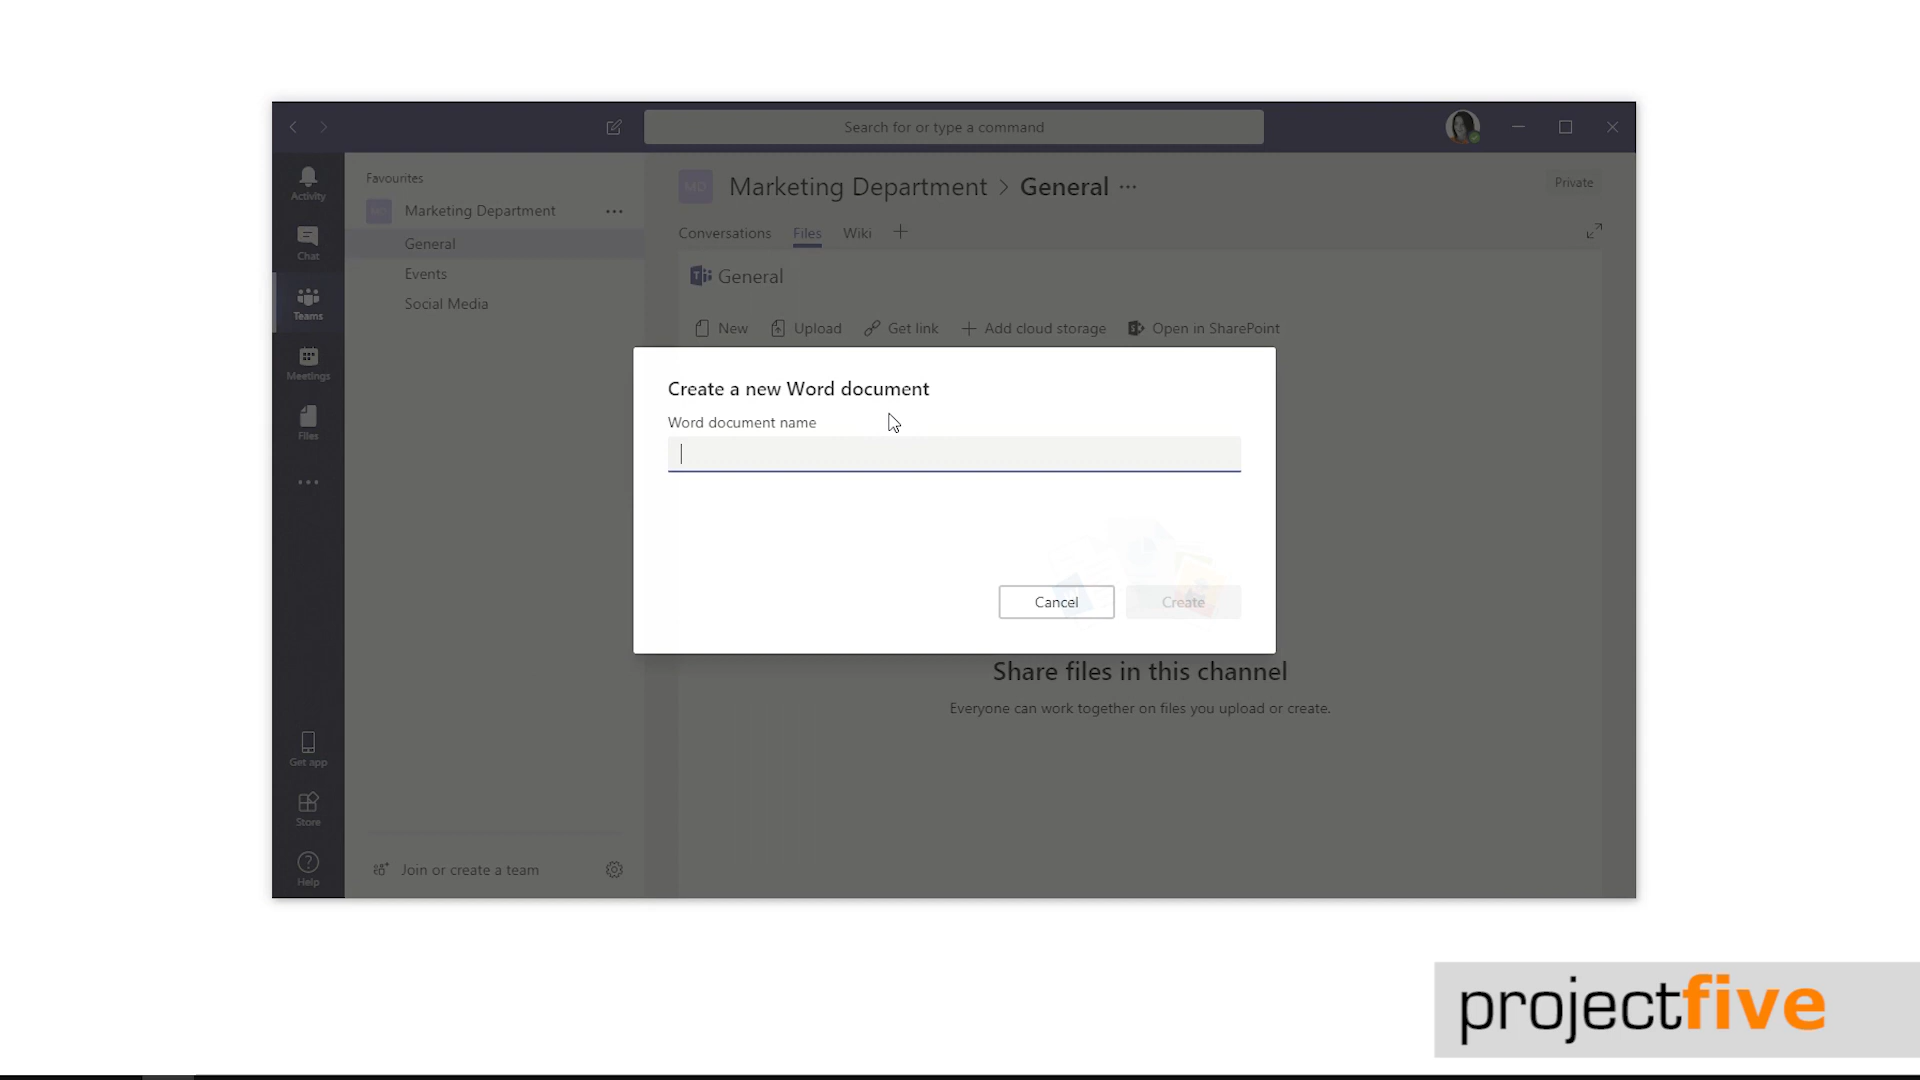 Search for or type a command
Activity
Chat
Teams
Meetings
Files
Get app
Store
Help
Favourites
MD
Marketing Department
General
Events
Social Media
Join or create a team
MD
Marketing Department > General
Private
Conversations Files Wiki
General
New Upload Get link Add cloud storage Open in SharePoint
Create a new Word document
Word document name
Cancel Create
Share files in this channel
Everyone can work together on files you upload or create.
projectfive